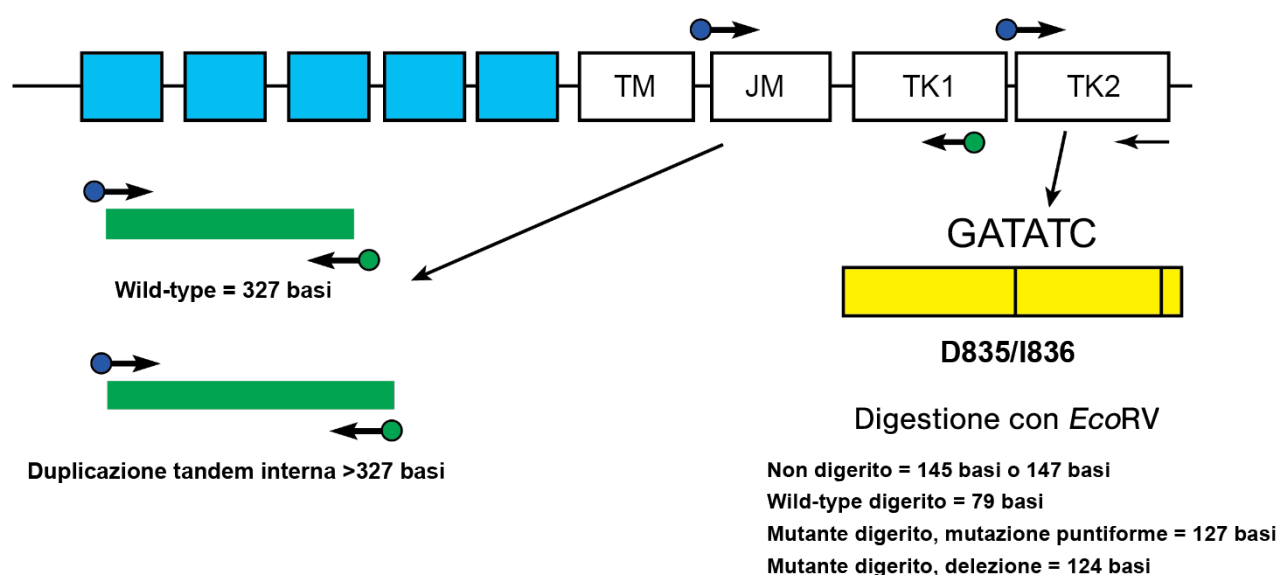 TM
JM
TK1
TK2
GATATC
Wild-type = 327 basi
D835/I836
Digestione con EcoRV
Duplicazione tandem interna >327 basi
Non digerito = 145 basi o 147 basi
Wild-type digerito = 79 basi
Mutante digerito, mutazione puntiforme = 127 basi
Mutante digerito, delezione = 124 basi